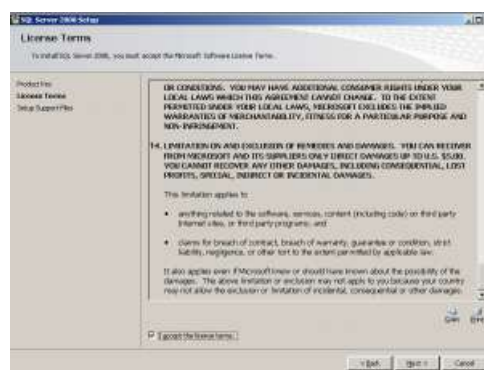 SQL Server 2008 Setup
License Terms
To install SQL Server 2008, you must accept the Microsoft Software License Terms.
Product Key
License Terms
Setup Support Files
OR CONDITIONS. YOU MAY HAVE ADDITIONAL CONSUMER RIGHTS UNDER YOUR
LOCAL LAWS WHICH THIS AGREEMENT CANNOT CHANGE. TO THE EXTENT
PERMITTED UNDER YOUR LOCAL LAWS, MICROSOFT EXCLUDES THE IMPLIED
WARRANTIES OF MERCHANTABILITY, FITNESS FOR A PARTICULAR PURPOSE AND
NON-INFRINGEMENT.
14. LIMITATION ON AND EXCLUSION OF REMEDIES AND DAMAGES. YOU CAN RECOVER
FROM MICROSOFT AND ITS SUPPLIERS ONLY DIRECT DAMAGES UP TO U.S. $5.00.
YOU CANNOT RECOVER ANY OTHER DAMAGES, INCLUDING CONSEQUENTIAL, LOST
PROFITS, SPECIAL, INDIRECT OR INCIDENTAL DAMAGES.
This limitation applies to
• anything related to the software, services, content (including code) on third party
Internet sites, or third party programs; and
• claims for breach of contract, breach of warranty, guarantee or condition, strict
liability, negligence, or other tort to the extent permitted by applicable law.
It also applies even if Microsoft knew or should have known about the possibility of the
damages. The above limitation or exclusion may not apply to you because your country
may not allow the exclusion or limitation of incidental, consequential or other damages.
Copy Print
I accept the license terms.
< Back Next > Cancel